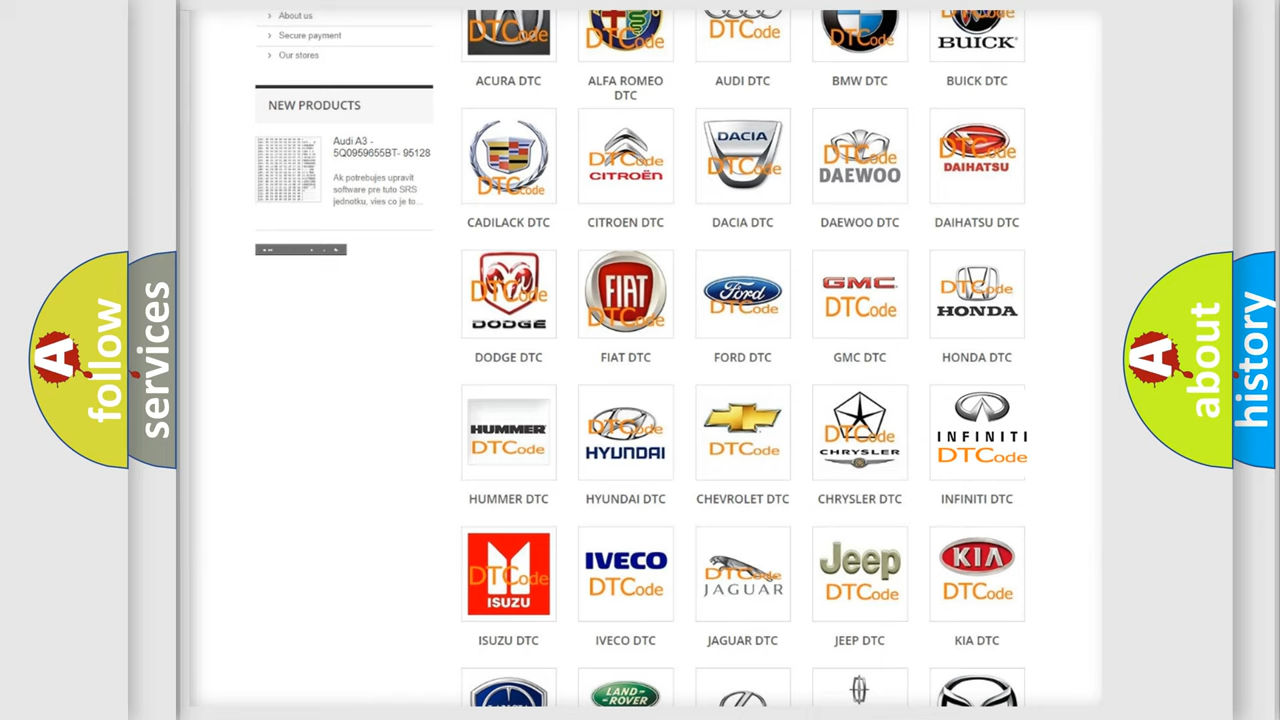 About us
Secure payment
Our stores
NEW PRODUCTS
Audi A3 -
5Q0959655BT- 95128
Ak potrebujes upravit
software pre tuto SRS
jednotku, vies co je to...
DTCode
DTCode
DTCode
DTCode
BUICK
ACURA DTC
ALFA ROMEO
DTC
AUDI DTC
BMW DTC
BUICK DTC
DTCode
DTCode
CITROËN
DACIA
DTCode
DTCode
DAEWOO
DTCode
DAIHATSU
CADILACK DTC
CITROEN DTC
DACIA DTC
DAEWOO DTC
DAIHATSU DTC
DTCode
DODGE
FIAT
DTCode
Ford
DTCode
GMC
DTCode
DTCode
HONDA
DODGE DTC
FIAT DTC
FORD DTC
GMC DTC
HONDA DTC
HUMMER
DTCode
DTCode
HYUNDAI
DTCode
DTCode
CHRYSLER
INFINITI
DTCode
HUMMER DTC
HYUNDAI DTC
CHEVROLET DTC
CHRYSLER DTC
INFINITI DTC
DTCode
ISUZU
IVECO
DTCode
DTCode
JAGUAR
Jeep
DTCode
KIA
DTCode
ISUZU DTC
IVECO DTC
JAGUAR DTC
JEEP DTC
KIA DTC
LAND-
ROVER
A
follow
services
A
about
history